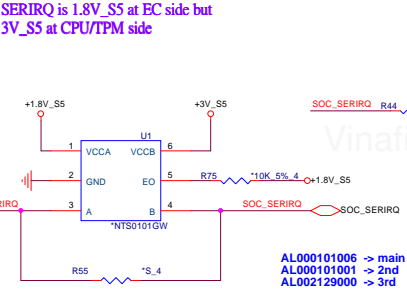 SERIRQ is 1.8V_S5 at EC side but
3V_S5 at CPU/TPM side
+1.8V_S5
+3V_S5
SOC_SERIRQ
R44
U1
1
VCCA
VCCB
6
2
GND
EO
5
R75
*10K_5%_4
+1.8V_S5
3
A
B
4
SOC_SERIRQ
SOC_SERIRQ
*NTS0101GW
R55
*S_4
AL000101006 -> main
AL000101001 -> 2nd
AL002129000 -> 3rd